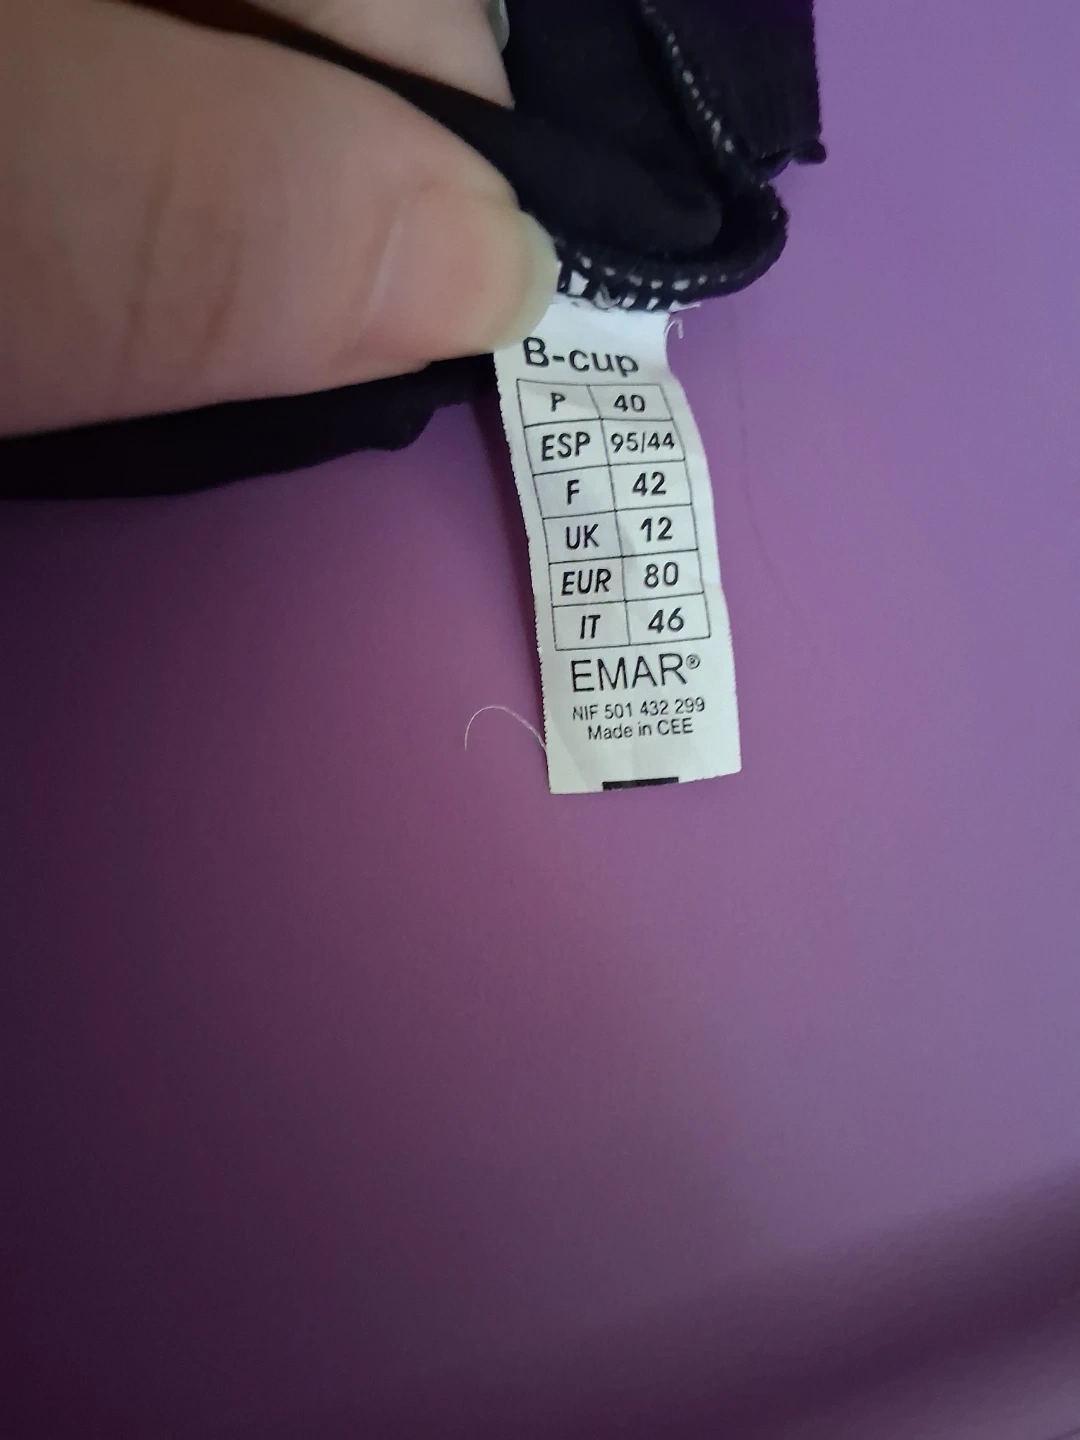 B-cup
P 40
ESP 95/44
F 42
UK 12
EUR 80
IT 46
EMAR®
NIF 501 432 299
Made in CEE